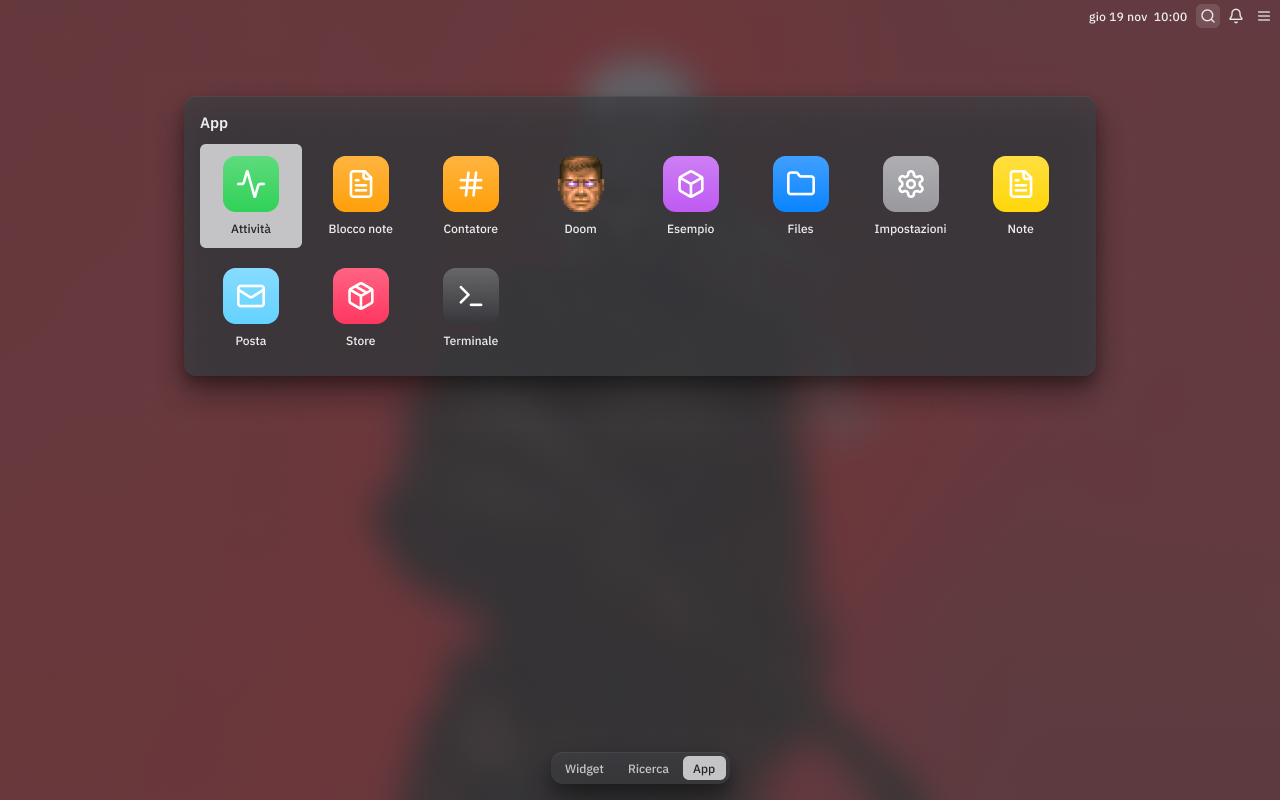 gio 19 nov 10:00
App
Attività Blocco note Contatore Doom Esempio Files Impostazioni Note
Posta Store Terminale
Widget Ricerca App